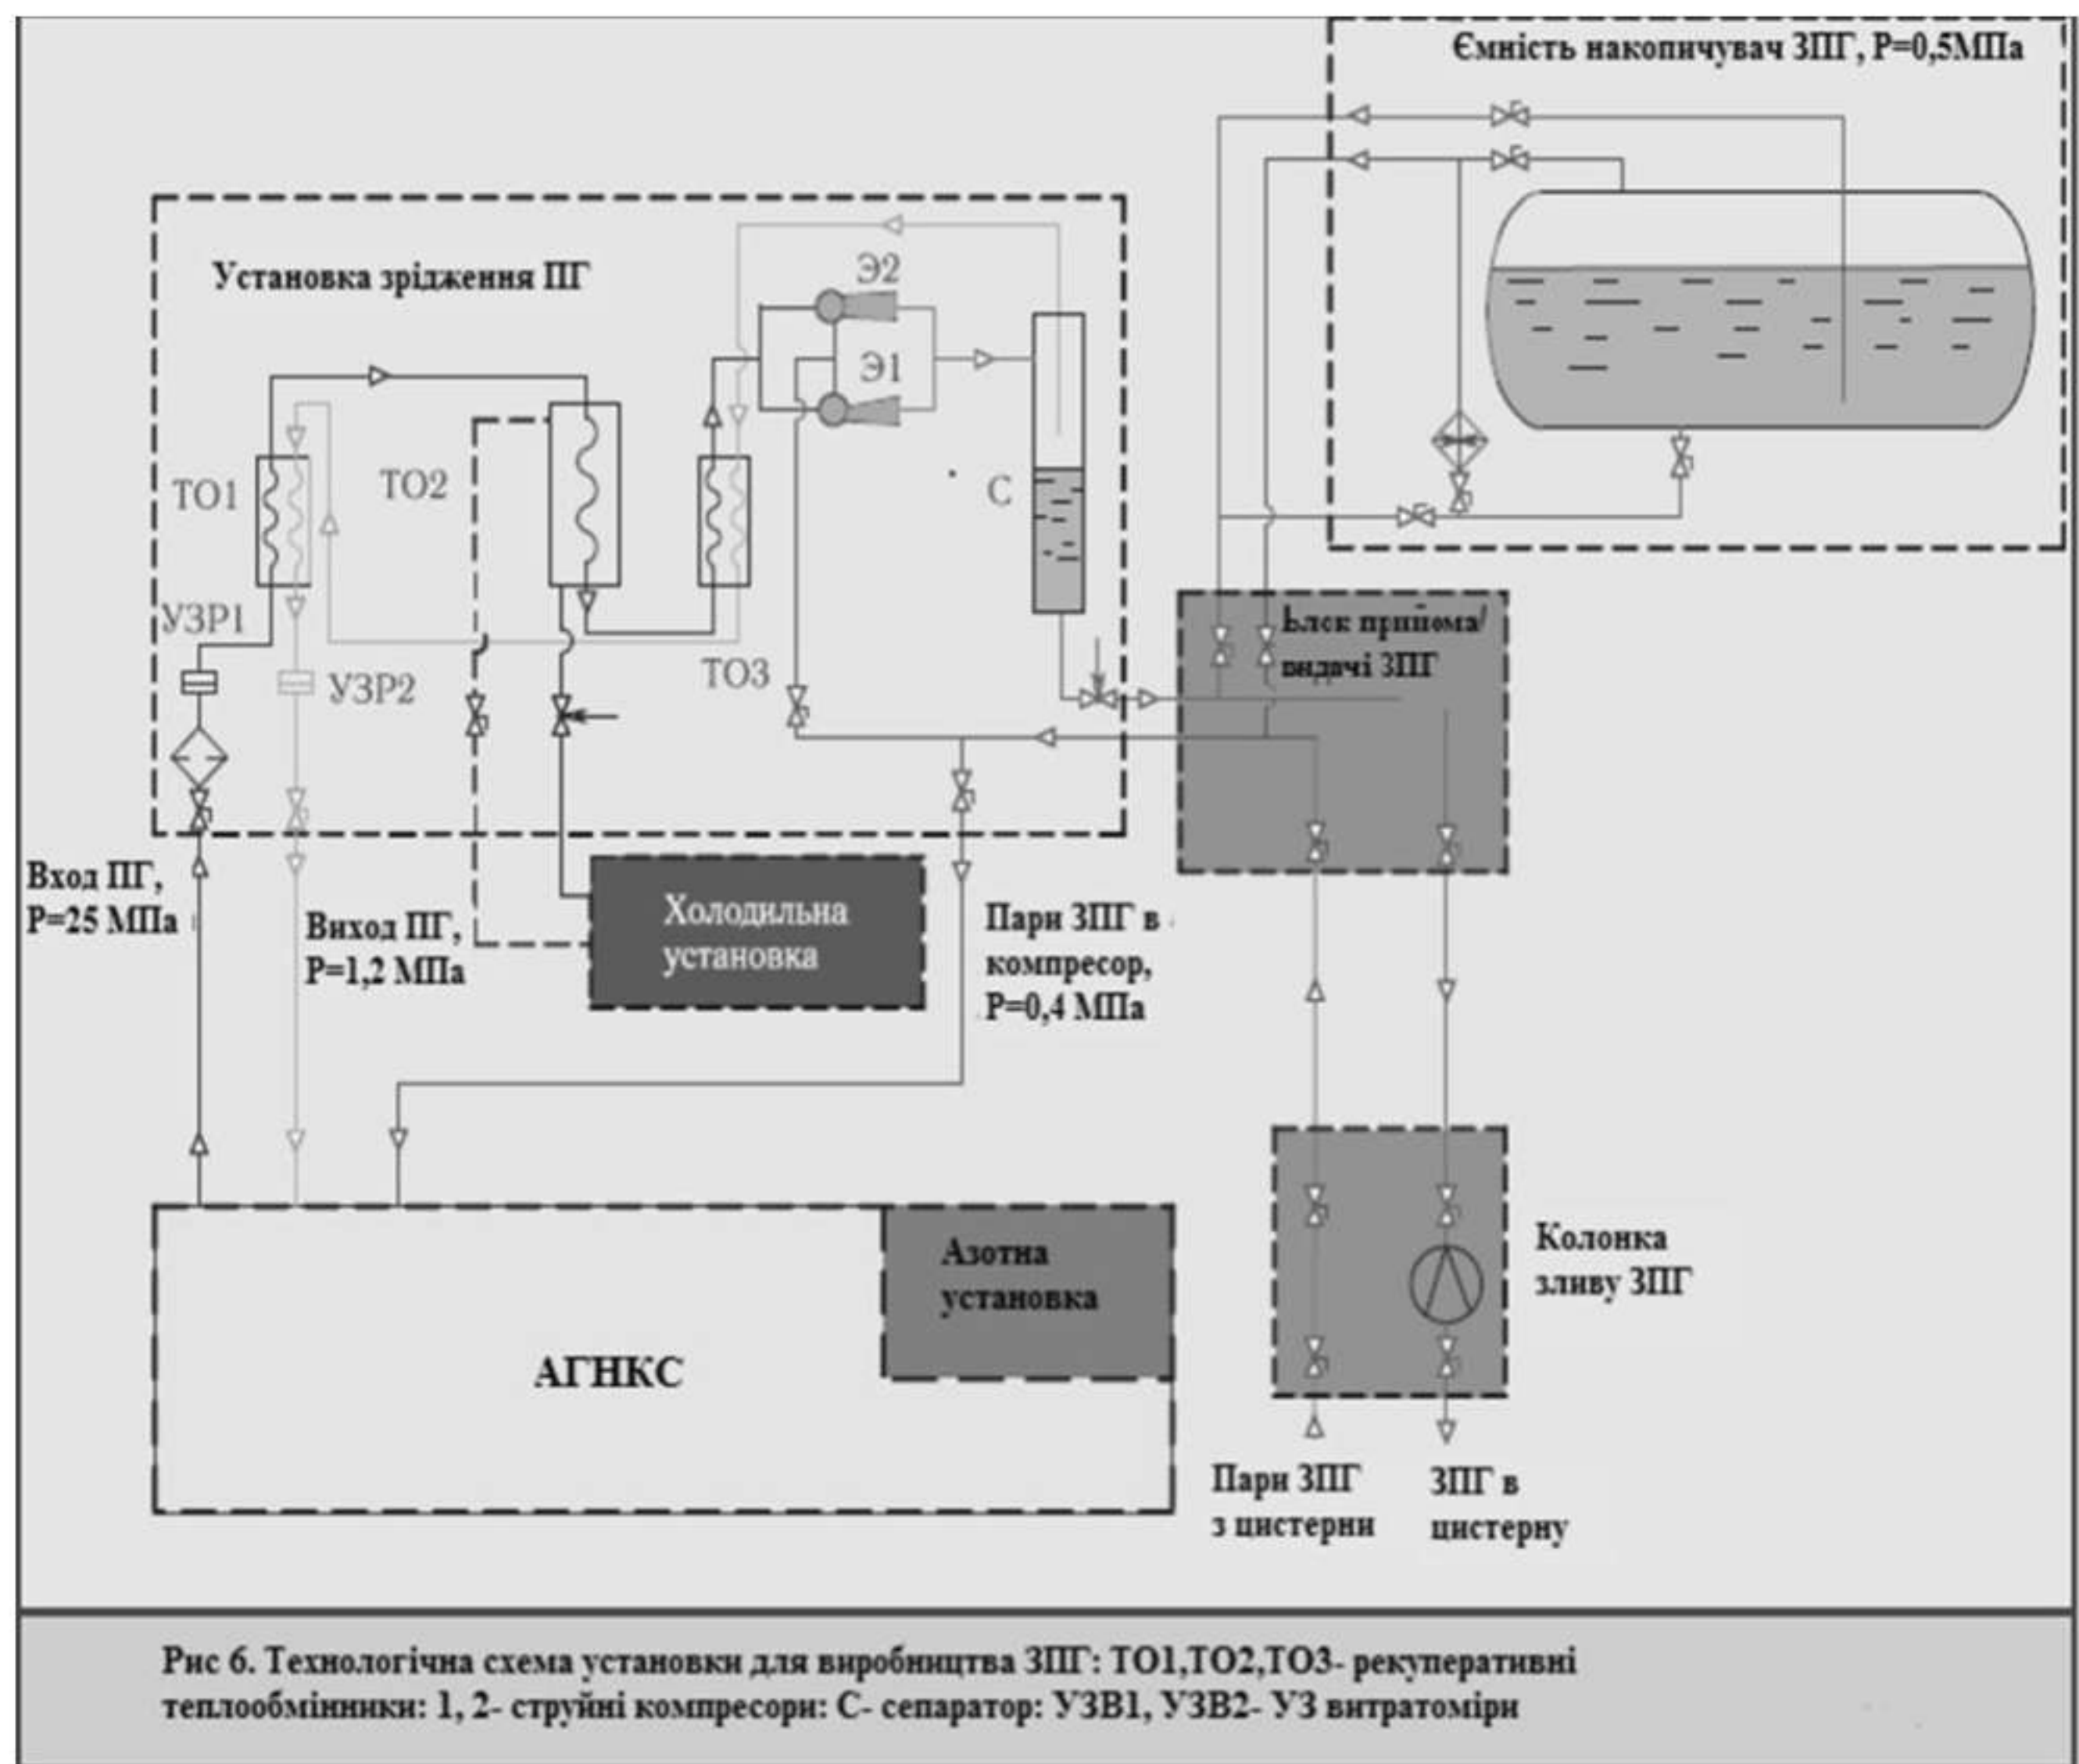 Ємність накопичувач ЗПГ, Р=0,5МПа
Установка зрідження ПГ
Э2
Э1
ТО1
ТО2
С
УЗР1
ТО3
УЗР2
Блок прийома/
видачі ЗПГ
Вход ПГ,
Р=25 МПа
Виход ПГ,
Р=1,2 МПа
Холодильна
установка
Пари ЗПГ в
компресор,
Р=0,4 МПа
Азотна
установка
АГНКС
Колонка
зливу ЗПГ
Пари ЗПГ
з цистерни
ЗПГ в
цистерну
Рис 6. Технологічна схема установки для виробництва ЗПГ: ТО1,ТО2,ТО3- рекуперативні
теплообмінники: 1, 2- струйні компресори: С- сепаратор: УЗВ1, УЗВ2- УЗ витратоміри